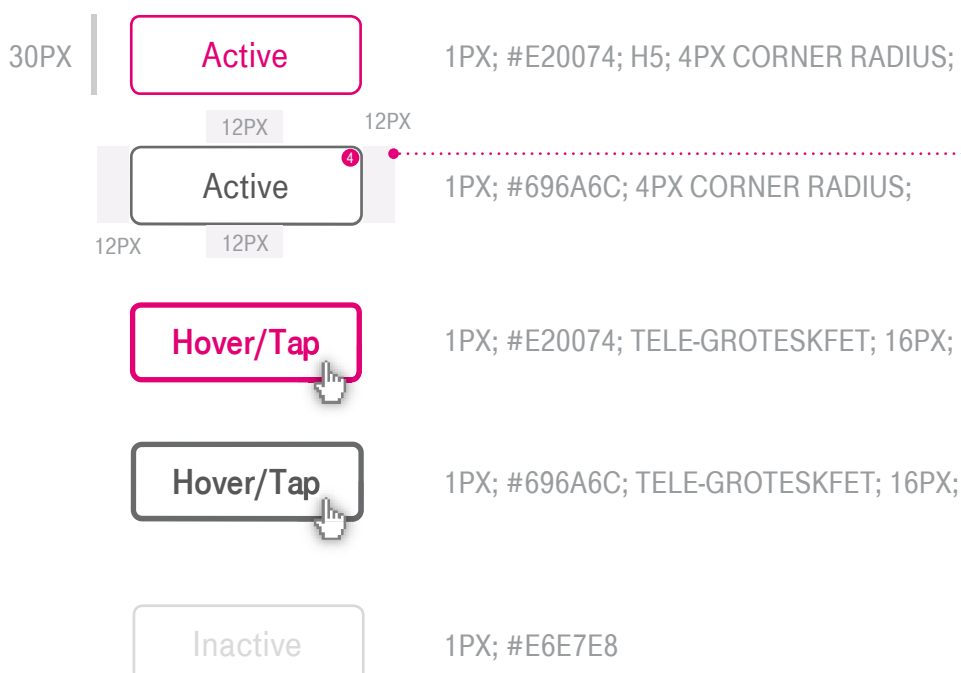 30PX
Active
1PX; #E20074; H5; 4PX CORNER RADIUS;
12PX
12PX
4
Active
1PX; #696A6C; 4PX CORNER RADIUS;
12PX
12PX
Hover/Tap
1PX; #E20074; TELE-GROTESKFET; 16PX;
Hover/Tap
1PX; #696A6C; TELE-GROTESKFET; 16PX;
Inactive
1PX; #E6E7E8